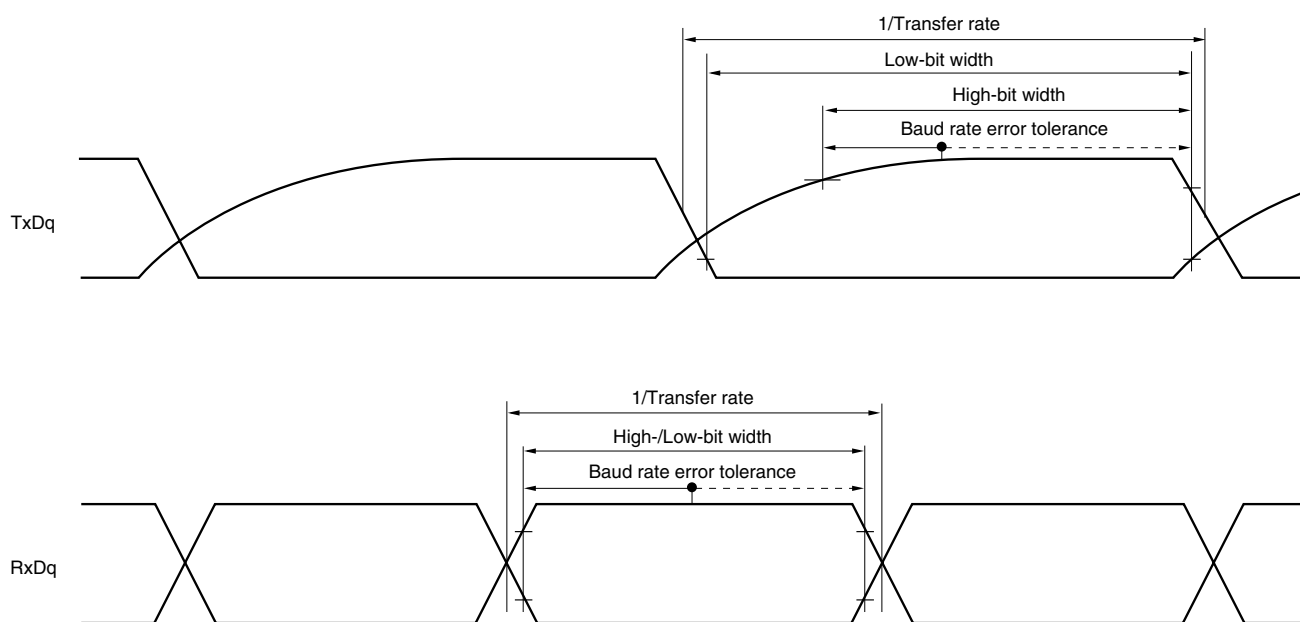 1/Transfer rate
Low-bit width
High-bit width
Baud rate error tolerance
TxDq
1/Transfer rate
High-/Low-bit width
Baud rate error tolerance
RxDq